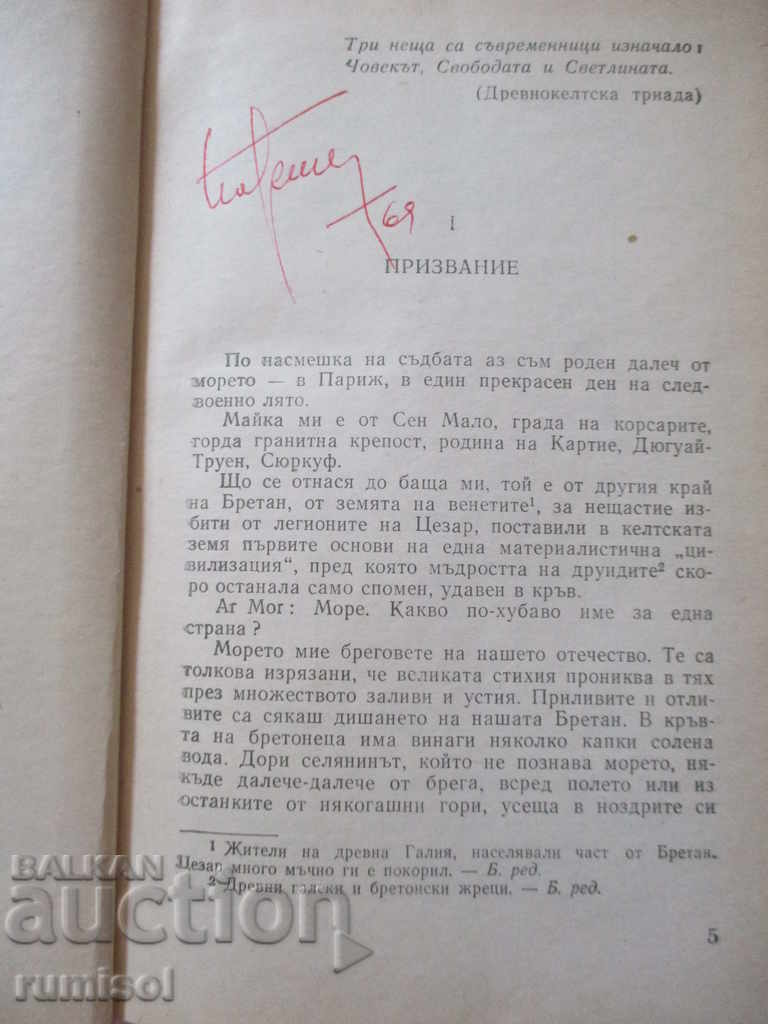 Три неща са съвременници изначало:
Човекът, Свободата и Светлината.
(Древнокелтска триада)
69
I
ПРИЗВАНИЕ
По насмешка на съдбата аз съм роден далеч от
морето — в Париж, в един прекрасен ден на след-
военно лято.
Майка ми е от Сен Мало, града на корсарите,
горда гранитна крепост, родина на Картие, Дюгуай-
Труен, Сюркуф.
Що се отнася до баща ми, той е от другия край
на Бретан, от земята на венетите¹, за нещастие из-
бити от легионите на Цезар, поставили в келтската
земя първите основи на една материалистична „ци-
вилизация“, пред която мъдростта на друидите² ско-
ро останала само спомен, удавен в кръв.
Ar Mor: Море. Какво по-хубаво име за една
страна?
Морето мие бреговете на нашето отечество. Те са
толкова изрязани, че великата стихия прониква в тях
през множеството заливи и устия. Приливите и отли-
вите са сякаш дишането на нашата Бретан. В кръв-
та на бретонеца има винаги няколко капки солена
вода. Дори селянинът, който не познава морето, ня-
къде далече-далече от брега, всред полето или из
останките от някогашни гори, усеща в ноздрите си
1 Жители на древна Галия, населявали част от Бретан.
Цезар много мъчно ги е покорил. — Б. ред.
2 Древни галски и бретонски жреци. — Б. ред.
5
BALKAN
auction
rumisol